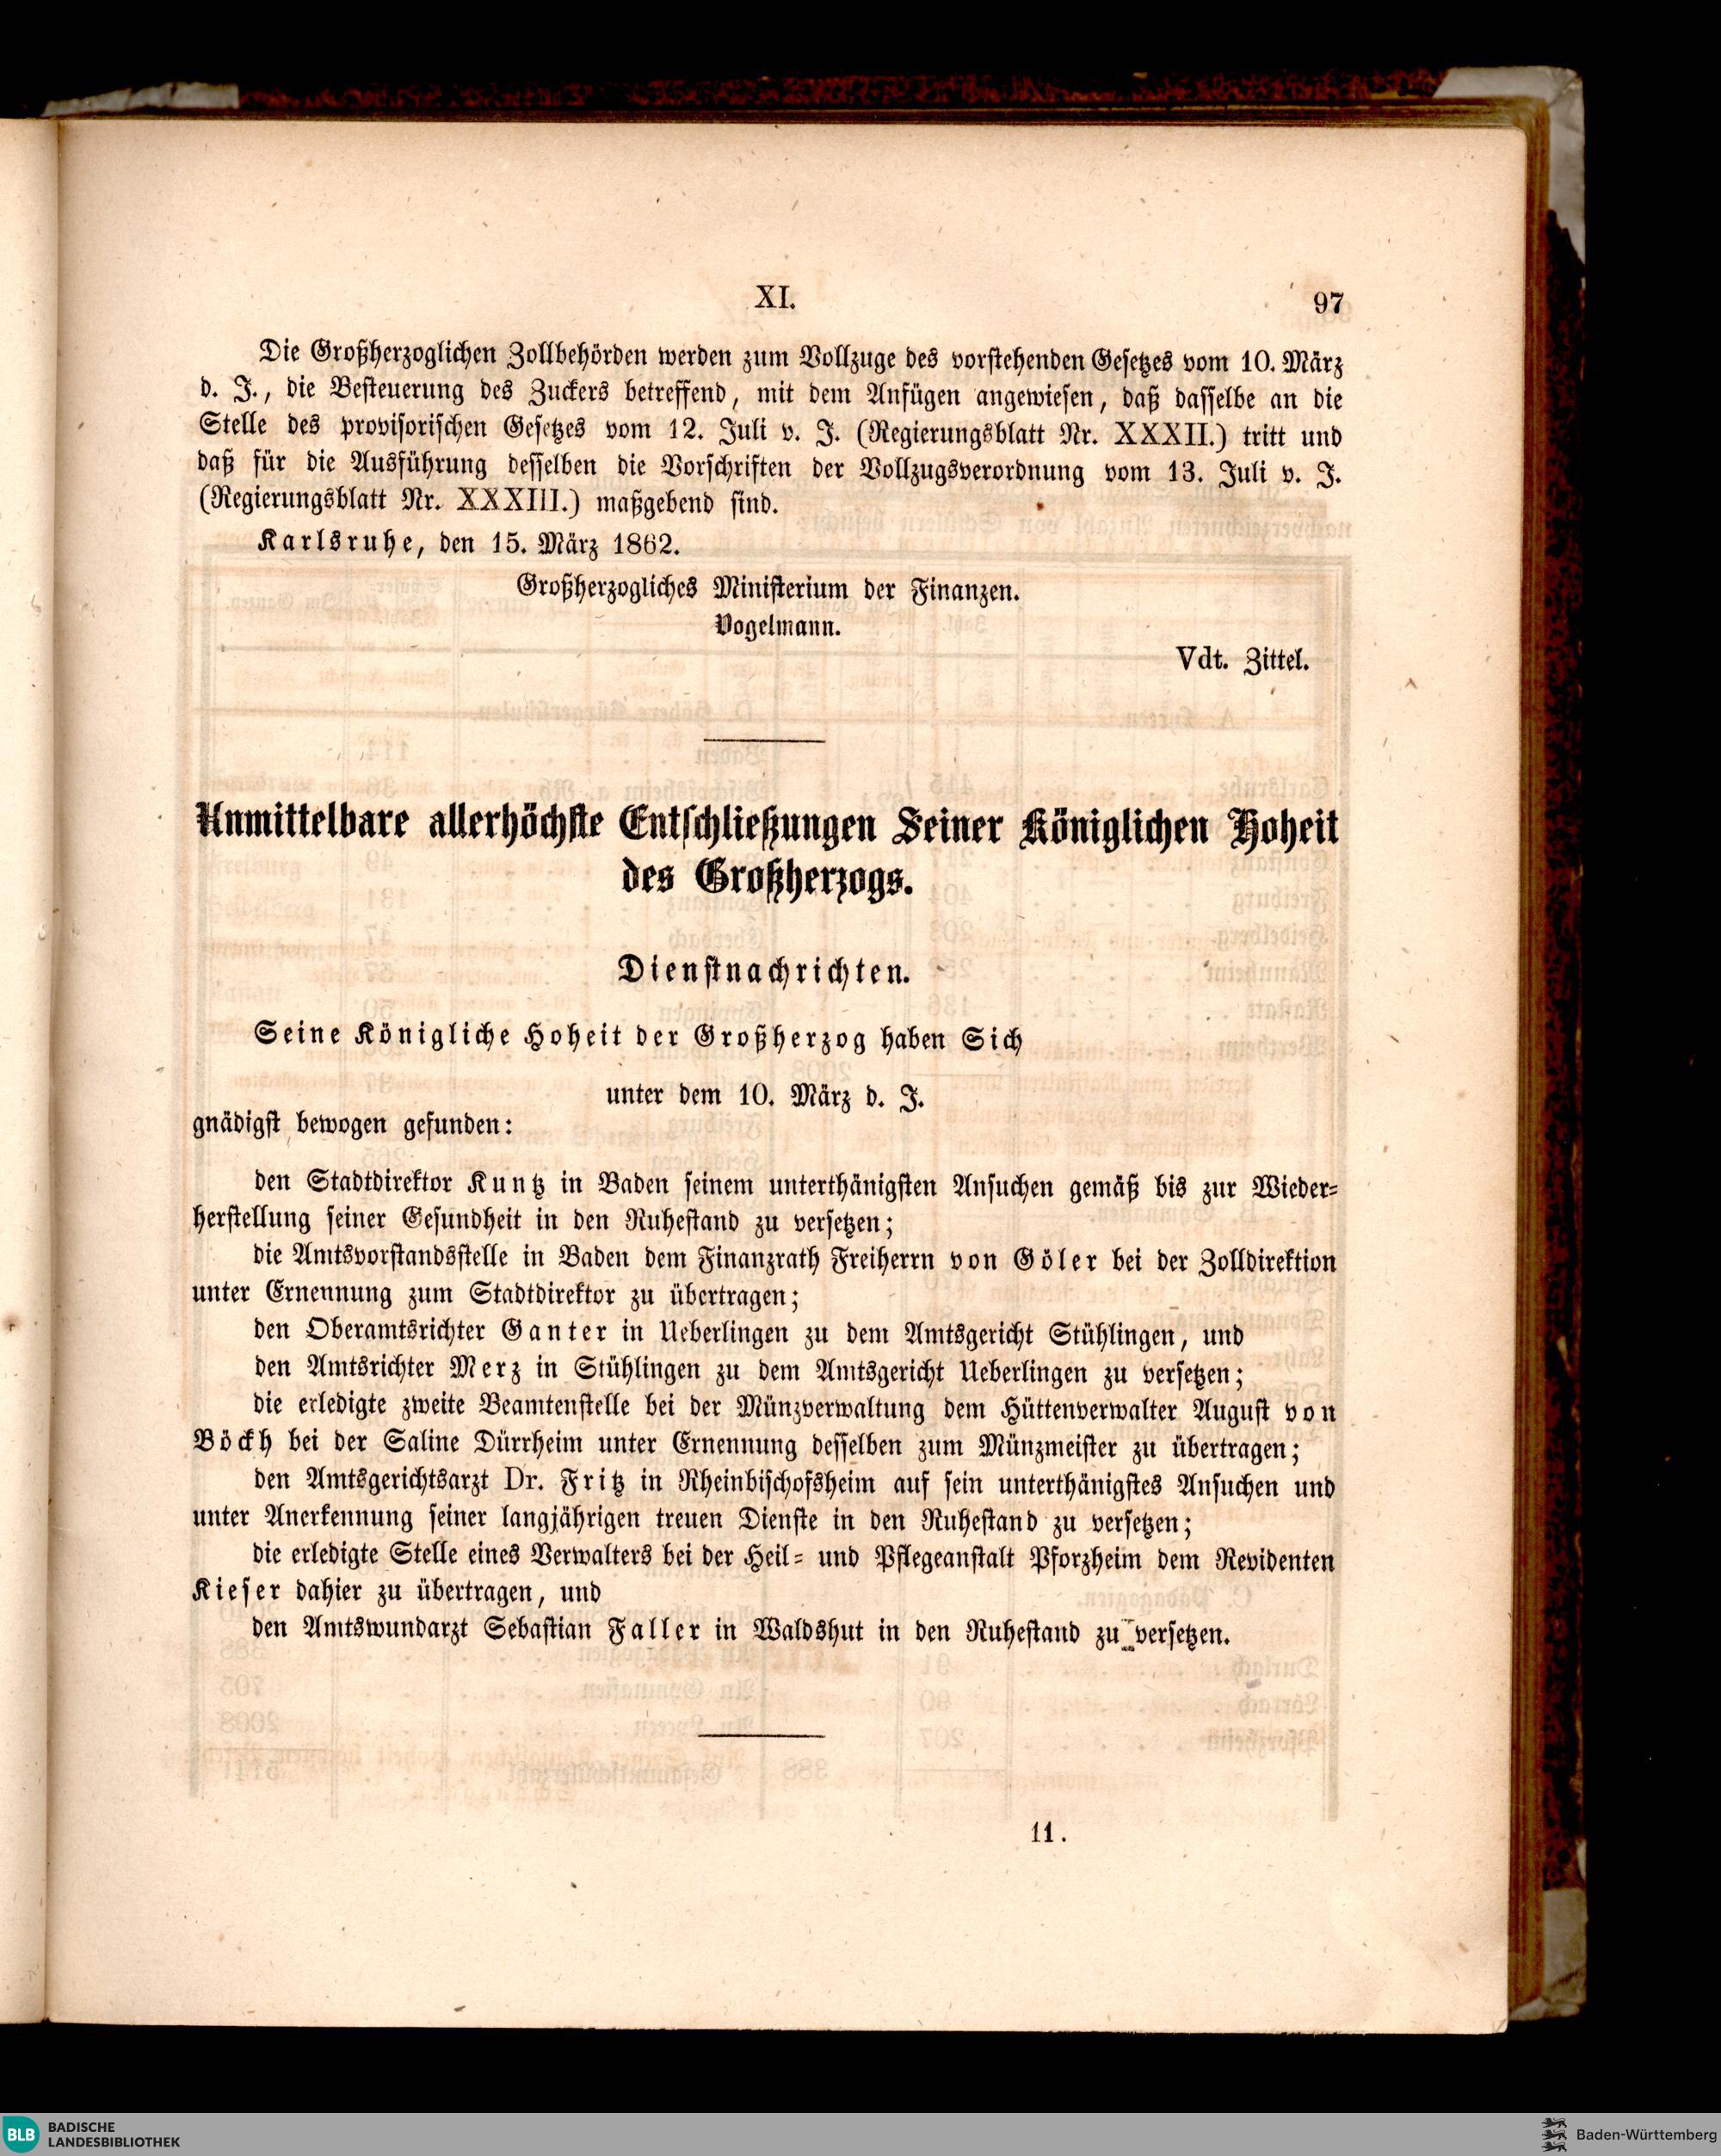 XI.
97
Die Großherzoglichen Zollbehörden werden zum Vollzuge des vorstehenden Gesetzes vom 10. März
d. J., die Besteuerung des Zuckers betreffend, mit dem Anfügen angewiesen, daß dasselbe an die
Stelle des provisorischen Gesetzes vom 12. Juli v. J. (Regierungsblatt Nr. XXXII.) tritt und
daß für die Ausführung desselben die Vorschriften der Vollzugsverordnung vom 13. Juli v. J.
(Regierungsblatt Nr. XXXIII.) maßgebend sind.
Karlsruhe, den 15. März 1862.
Großherzogliches Ministerium der Finanzen.
Vogelmann.
Vdt. Zittel.
Unmittelbare allerhöchste Entschließungen Seiner Königlichen Hoheit
des Großherzogs.
Dienstnachrichten.
Seine Königliche Hoheit der Großherzog haben Sich
unter dem 10. März d. J.
gnädigst bewogen gefunden:
den Stadtdirektor Kuntz in Baden seinem unterthänigsten Ansuchen gemäß bis zur Wieder-
herstellung seiner Gesundheit in den Ruhestand zu versetzen;
die Amtsvorstandsstelle in Baden dem Finanzrath Freiherrn von Göler bei der Zolldirektion
unter Ernennung zum Stadtdirektor zu übertragen;
den Oberamtsrichter Ganter in Ueberlingen zu dem Amtsgericht Stühlingen, und
den Amtsrichter Merz in Stühlingen zu dem Amtsgericht Ueberlingen zu versetzen;
die erledigte zweite Beamtenstelle bei der Münzverwaltung dem Hüttenverwalter August von
Böckh bei der Saline Dürrheim unter Ernennung desselben zum Münzmeister zu übertragen;
den Amtsgerichtsarzt Dr. Fritz in Rheinbischofsheim auf sein unterthänigstes Ansuchen und
unter Anerkennung seiner langjährigen treuen Dienste in den Ruhestand zu versetzen;
die erledigte Stelle eines Verwalters bei der Heil- und Pflegeanstalt Pforzheim dem Revidenten
Kieser dahier zu übertragen, und
den Amtswundarzt Sebastian Faller in Waldshut in den Ruhestand zu versetzen.
11.
BLB
BADISCHE
LANDESBIBLIOTHEK
Baden-Württemberg